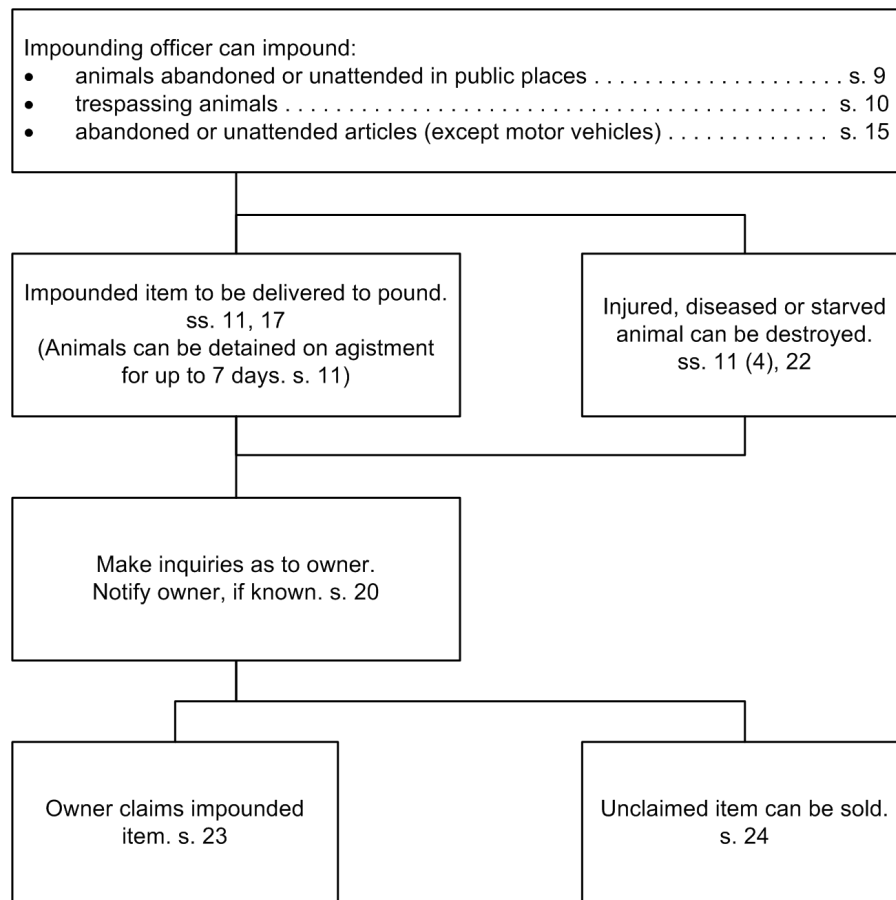 Impounding officer can impound:
• animals abandoned or unattended in public places . . . . . . . . . . . . . . . . . . . . . s. 9
• trespassing animals . . . . . . . . . . . . . . . . . . . . . . . . . . . . . . . . . . . . . . . . . . . s. 10
• abandoned or unattended articles (except motor vehicles) . . . . . . . . . . . . . s. 15
Impounded item to be delivered to pound.
ss. 11, 17
(Animals can be detained on agistment
for up to 7 days. s. 11)
Injured, diseased or starved
animal can be destroyed.
ss. 11 (4), 22
Make inquiries as to owner.
Notify owner, if known. s. 20
Owner claims impounded
item. s. 23
Unclaimed item can be sold.
s. 24